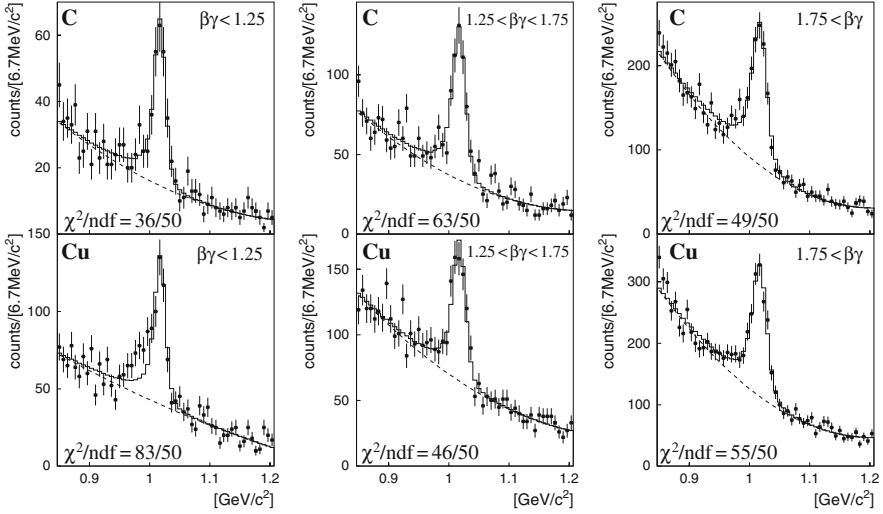 C
βγ < 1.25
counts/[6.7MeV/c²]
60
40
20
χ²/ndf = 36/50
C
1.25 < βγ < 1.75
counts/[6.7MeV/c²]
100
50
0
χ²/ndf = 63/50
C
1.75 < βγ
counts/[6.7MeV/c²]
200
100
0
χ²/ndf = 49/50
Cu
βγ < 1.25
counts/[6.7MeV/c²]
150
100
50
0
χ²/ndf = 83/50
0.9
1
1.1
1.2
[GeV/c²]
Cu
1.25 < βγ < 1.75
counts/[6.7MeV/c²]
150
100
50
0
χ²/ndf = 46/50
0.9
1
1.1
1.2
[GeV/c²]
Cu
1.75 < βγ
counts/[6.7MeV/c²]
300
200
100
0
χ²/ndf = 55/50
0.9
1
1.1
1.2
[GeV/c²]